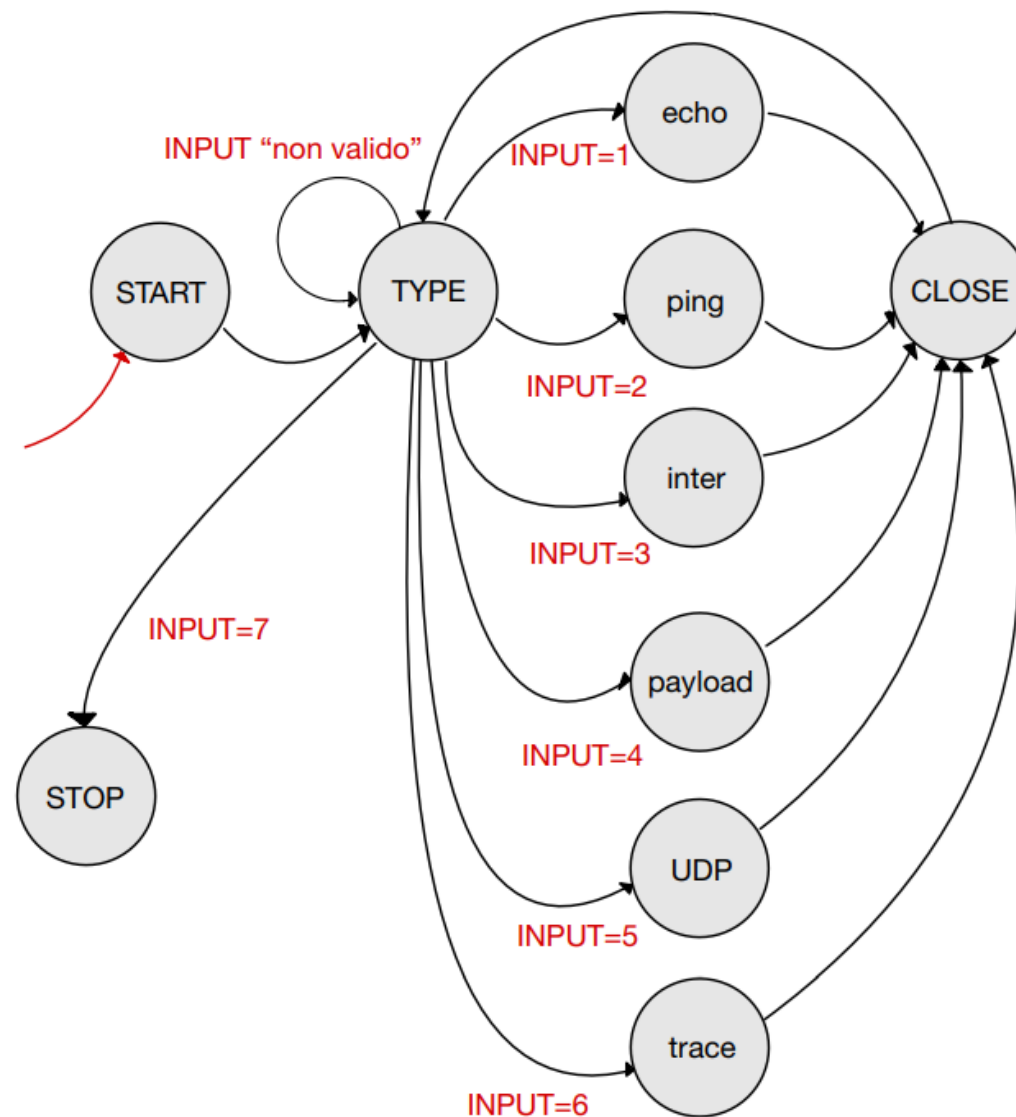 echo
INPUT “non valido”
INPUT=1
START
TYPE
ping
CLOSE
INPUT=2
inter
INPUT=3
INPUT=7
payload
INPUT=4
STOP
UDP
INPUT=5
trace
INPUT=6